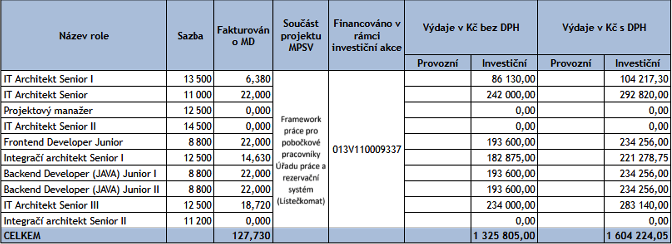 Název role Sazba Fakturován o MD Součást projektu MPSV Financováno v rámci investiční akce Výdaje v Kč bez DPH Výdaje v Kč s DPH
Provozní Investiční Provozní Investiční
IT Architekt Senior I 13 500 6,380 86 130,00 104 217,30
IT Architekt Senior 11 000 22,000 242 000,00 292 820,00
Projektový manažer 12 500 0,000 0,00 0,00
IT Architekt Senior II 14 500 0,000 0,00 0,00
Frontend Developer Junior 8 800 22,000 193 600,00 234 256,00
Integračí architekt Senior I 12 500 14,630 182 875,00 221 278,75
Backend Developer (JAVA) Junior I 8 800 22,000 193 600,00 234 256,00
Backend Developer (JAVA) Junior II 8 800 22,000 193 600,00 234 256,00
IT Architekt Senior III 12 500 18,720 234 000,00 283 140,00
Integračí architekt Senior II 11 200 0,000 0,00 0,00
Framework
práce pro
pobočkové
pracovníky
Úřadu práce a
rezervační
systém
(Lístečkomat)
013V110009337
CELKEM 127,730 1 325 805,00 1 604 224,05